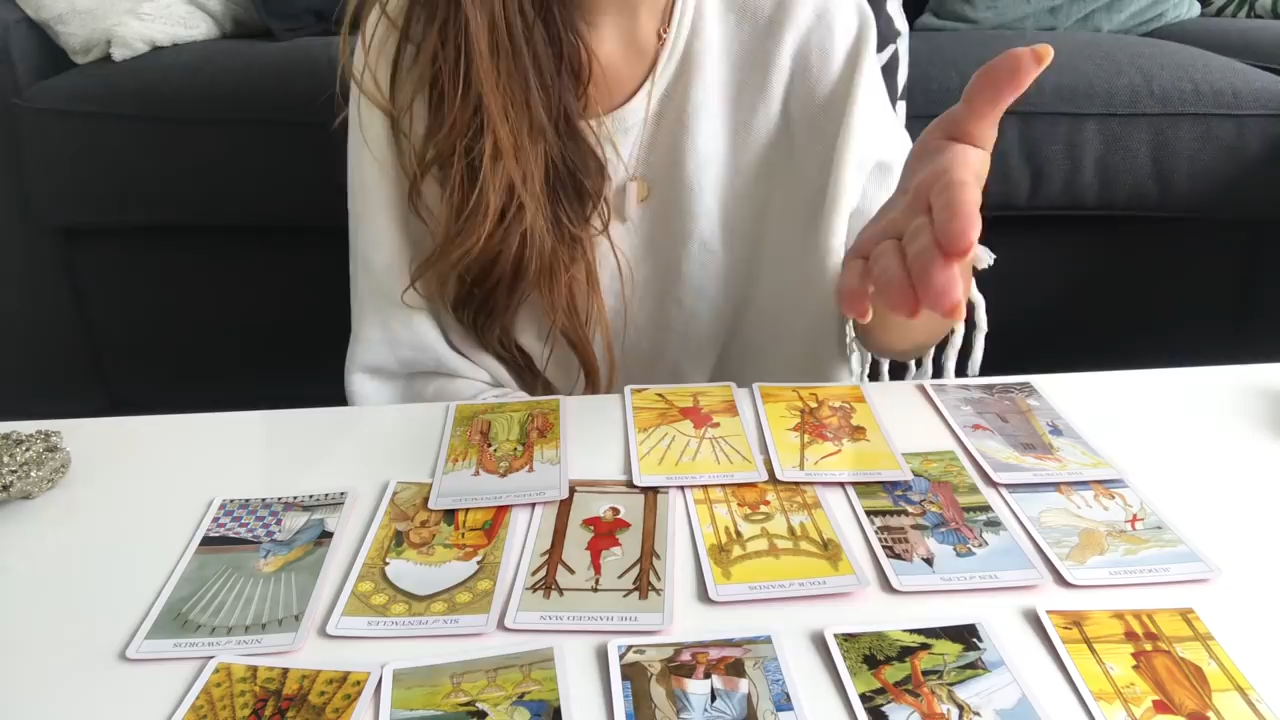 QUEEN of PENTACLES
EIGHT of WANDS
KNIGHT of WANDS
THE TOWER
NINE of SWORDS
SIX of PENTACLES
THE HANGED MAN
FOUR of WANDS
TEN of CUPS
JUDGEMENT